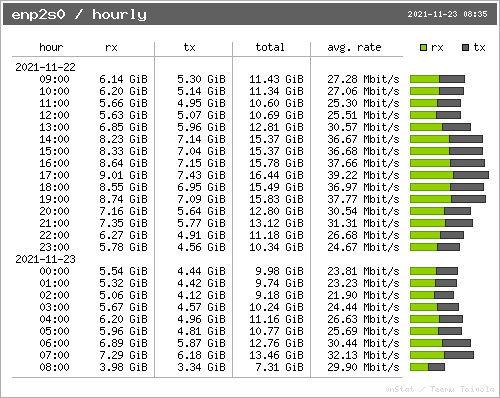 enp2s0 / hourly 2021-11-23 08:35
hour rx tx total avg. rate rx tx
2021-11-22
09:00 6.14 GiB 5.30 GiB 11.43 GiB 27.28 Mbit/s
10:00 6.20 GiB 5.14 GiB 11.34 GiB 27.06 Mbit/s
11:00 5.66 GiB 4.95 GiB 10.60 GiB 25.30 Mbit/s
12:00 5.63 GiB 5.07 GiB 10.69 GiB 25.51 Mbit/s
13:00 6.85 GiB 5.96 GiB 12.81 GiB 30.57 Mbit/s
14:00 8.23 GiB 7.14 GiB 15.37 GiB 36.67 Mbit/s
15:00 8.33 GiB 7.04 GiB 15.37 GiB 36.68 Mbit/s
16:00 8.64 GiB 7.15 GiB 15.78 GiB 37.66 Mbit/s
17:00 9.01 GiB 7.43 GiB 16.44 GiB 39.22 Mbit/s
18:00 8.55 GiB 6.95 GiB 15.49 GiB 36.97 Mbit/s
19:00 8.74 GiB 7.09 GiB 15.83 GiB 37.77 Mbit/s
20:00 7.16 GiB 5.64 GiB 12.80 GiB 30.54 Mbit/s
21:00 7.35 GiB 5.77 GiB 13.12 GiB 31.31 Mbit/s
22:00 6.27 GiB 4.91 GiB 11.18 GiB 26.68 Mbit/s
23:00 5.78 GiB 4.56 GiB 10.34 GiB 24.67 Mbit/s
2021-11-23
00:00 5.54 GiB 4.44 GiB 9.98 GiB 23.81 Mbit/s
01:00 5.32 GiB 4.42 GiB 9.74 GiB 23.23 Mbit/s
02:00 5.06 GiB 4.12 GiB 9.18 GiB 21.90 Mbit/s
03:00 5.67 GiB 4.57 GiB 10.24 GiB 24.44 Mbit/s
04:00 6.20 GiB 4.96 GiB 11.16 GiB 26.63 Mbit/s
05:00 5.96 GiB 4.81 GiB 10.77 GiB 25.69 Mbit/s
06:00 6.89 GiB 5.87 GiB 12.76 GiB 30.44 Mbit/s
07:00 7.29 GiB 6.18 GiB 13.46 GiB 32.13 Mbit/s
08:00 3.98 GiB 3.34 GiB 7.31 GiB 29.90 Mbit/s
vnStat / Teemu Toivola